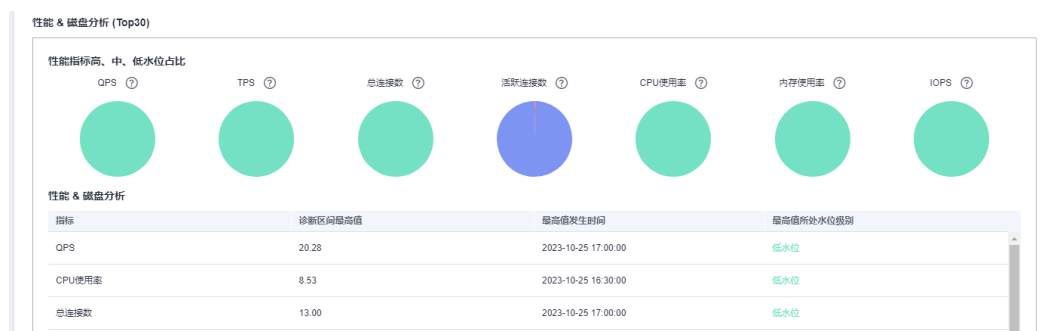 性能 & 磁盘分析 (Top30)
性能指标高、中、低水位占比
QPS ? TPS ? 总连接数 ? 活跃连接数 ? CPU使用率 ? 内存使用率 ? IOPS ?
性能 & 磁盘分析
指标 诊断区间最高值 最高值发生时间 最高值所处水位级别
QPS 20.28 2023-10-25 17:00:00 低水位
CPU使用率 8.53 2023-10-25 16:30:00 低水位
总连接数 13.00 2023-10-25 17:00:00 低水位